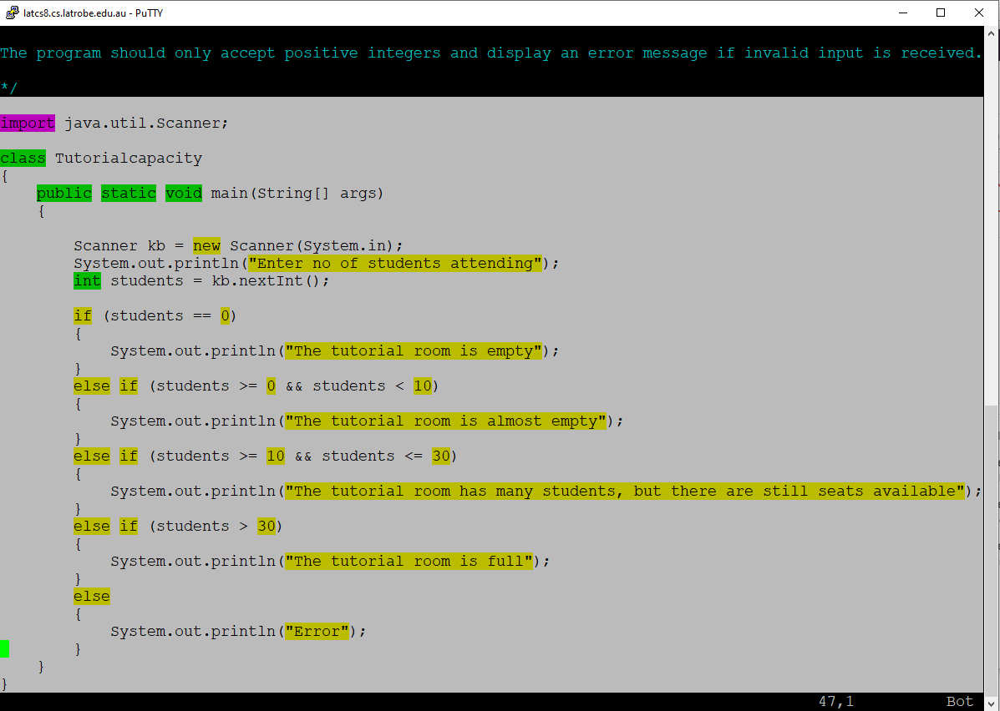 latcs8.cs.latrobe.edu.au - PuTTY
The program should only accept positive integers and display an error message if invalid input is received.
*/
import java.util.Scanner;
class Tutorialcapacity
{
    public static void main(String[] args)
    {
        Scanner kb = new Scanner(System.in);
        System.out.println("Enter no of students attending");
        int students = kb.nextInt();
        if (students == 0)
        {
            System.out.println("The tutorial room is empty");
        }
        else if (students >= 0 && students < 10)
        {
            System.out.println("The tutorial room is almost empty");
        }
        else if (students >= 10 && students <= 30)
        {
            System.out.println("The tutorial room has many students, but there are still seats available");
        }
        else if (students > 30)
        {
            System.out.println("The tutorial room is full");
        }
        else
        {
            System.out.println("Error");
        }
    }
}
47,1 Bot